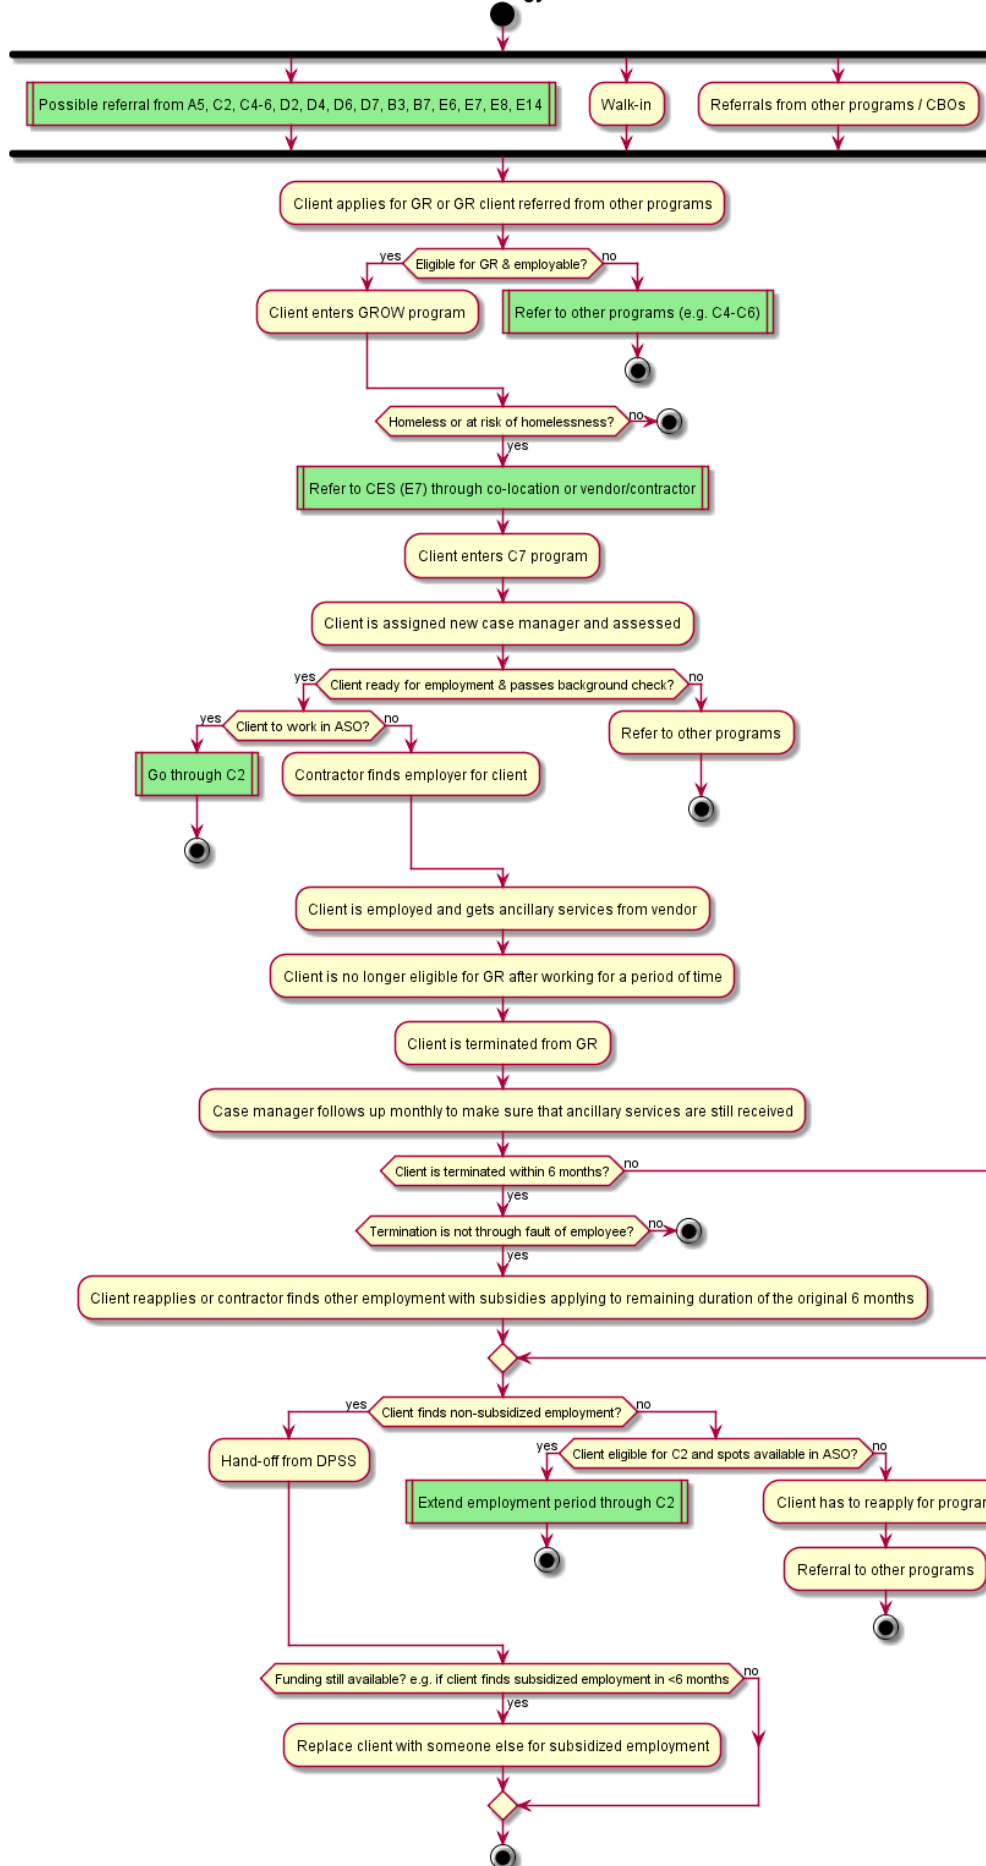 gy
Possible referral from A5, C2, C4-6, D2, D4, D6, D7, B3, B7, E6, E7, E8, E14
Walk-in
Referrals from other programs / CBOs
Client applies for GR or GR client referred from other programs
yes
Eligible for GR & employable?
no
Client enters GROW program
Refer to other programs (e.g. C4-C6)
Homeless or at risk of homelessness?
no
yes
Refer to CES (E7) through co-location or vendor/contractor
Client enters C7 program
Client is assigned new case manager and assessed
yes
Client ready for employment & passes background check?
no
yes
Client to work in ASO?
no
Refer to other programs
Go through C2
Contractor finds employer for client
Client is employed and gets ancillary services from vendor
Client is no longer eligible for GR after working for a period of time
Client is terminated from GR
Case manager follows up monthly to make sure that ancillary services are still received
Client is terminated within 6 months?
no
yes
Termination is not through fault of employee?
no
yes
Client reapplies or contractor finds other employment with subsidies applying to remaining duration of the original 6 months
yes
Client finds non-subsidized employment?
no
Hand-off from DPSS
yes
Client eligible for C2 and spots available in ASO?
no
Extend employment period through C2
Client has to reapply for program
Referral to other programs
Funding still available? e.g. if client finds subsidized employment in <6 months
no
yes
Replace client with someone else for subsidized employment